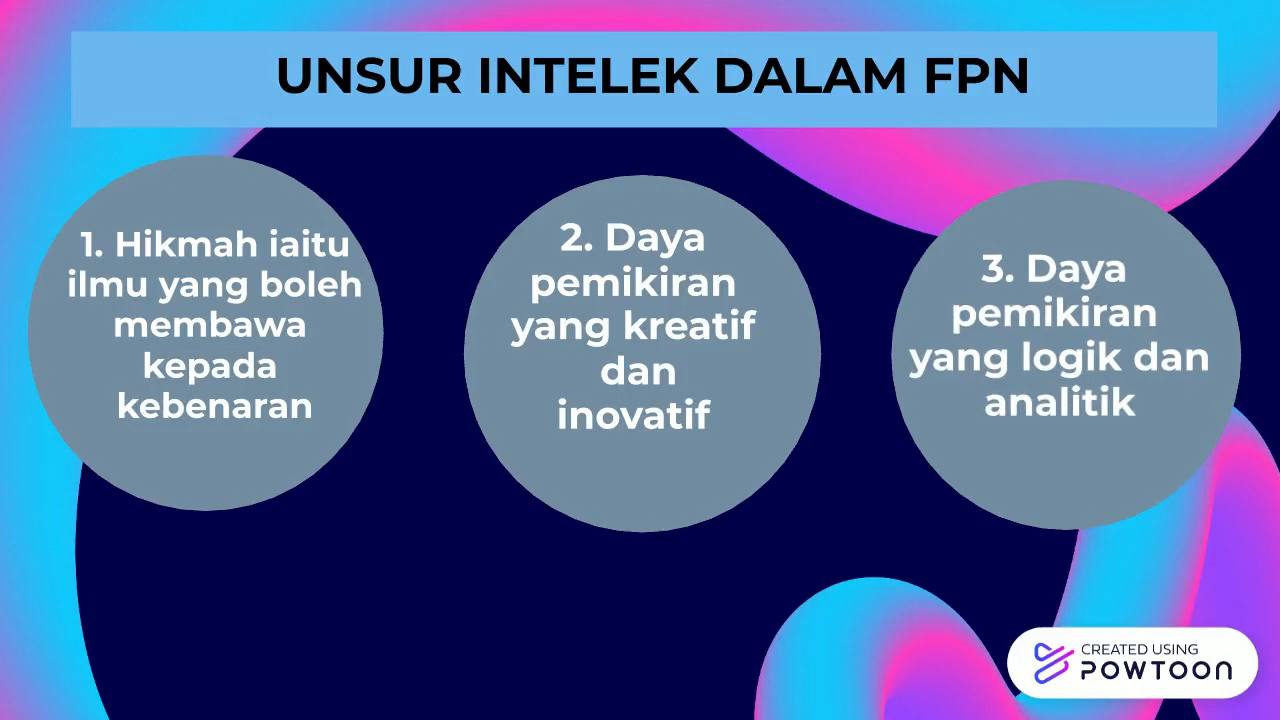 UNSUR INTELEK DALAM FPN
1. Hikmah iaitu
ilmu yang boleh
membawa
kepada
kebenaran
2. Daya
pemikiran
yang kreatif
dan
inovatif
3. Daya
pemikiran
yang logik dan
analitik
CREATED USING
POWTOON